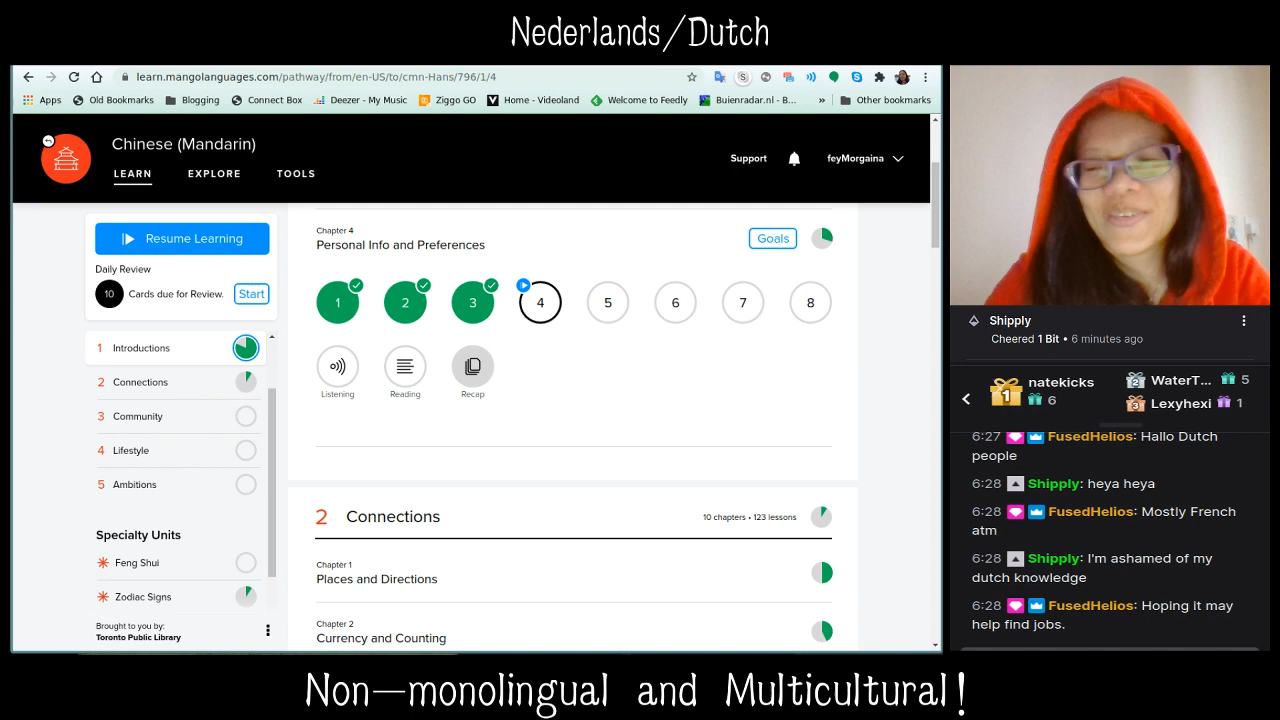 Nederlands/Dutch
learn.mangolanguages.com/pathway/from/en-US/to/cmn-Hans/796/1/4
Apps Old Bookmarks Blogging Connect Box Deezer - My Music Ziggo GO Home - Videoland Welcome to Feedly Buienradar.nl - B... » Other bookmarks
Chinese (Mandarin)
LEARN EXPLORE TOOLS
Support feyMorgaina
Resume Learning
Daily Review
10 Cards due for Review. Start
1 Introductions
2 Connections
3 Community
4 Lifestyle
5 Ambitions
Specialty Units
Feng Shui
Zodiac Signs
Brought to you by:
Toronto Public Library
Chapter 4
Personal Info and Preferences Goals
1 2 3 4 5 6 7 8
Listening Reading Recap
2 Connections 10 chapters • 123 lessons
Chapter 1
Places and Directions
Chapter 2
Currency and Counting
Shipply
Cheered 1 Bit • 6 minutes ago
1 natekicks 6
2 WaterT... 5
3 Lexyhexi 1
6:27 FusedHelios: Hallo Dutch
people
6:28 Shipply: heya heya
6:28 FusedHelios: Mostly French
atm
6:28 Shipply: I'm ashamed of my
dutch knowledge
6:28 FusedHelios: Hoping it may
help find jobs.
Non-monolingual and Multicultural!